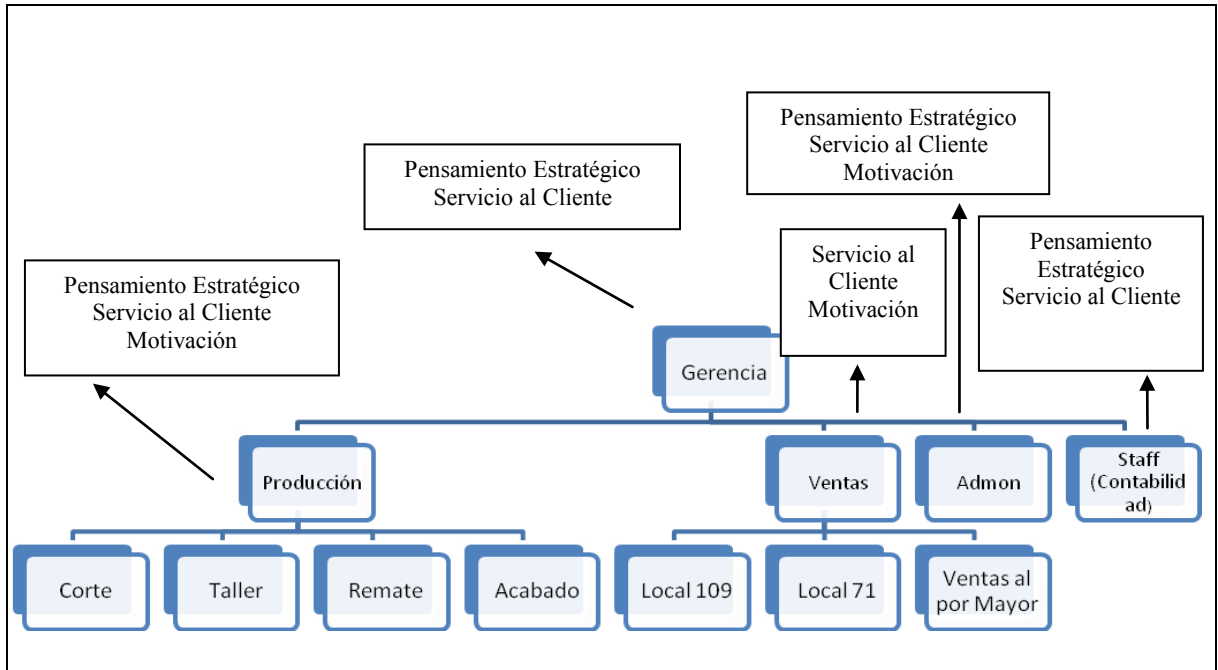 Pensamiento Estratégico
Servicio al Cliente
Motivación
Pensamiento Estratégico
Servicio al Cliente
Servicio al
Cliente
Motivación
Pensamiento
Estratégico
Servicio al Cliente
Pensamiento Estratégico
Servicio al Cliente
Motivación
Gerencia
Producción
Ventas
Admon
Staff
(Contabilid
ad)
Corte
Taller
Remate
Acabado
Local 109
Local 71
Ventas al
por Mayor